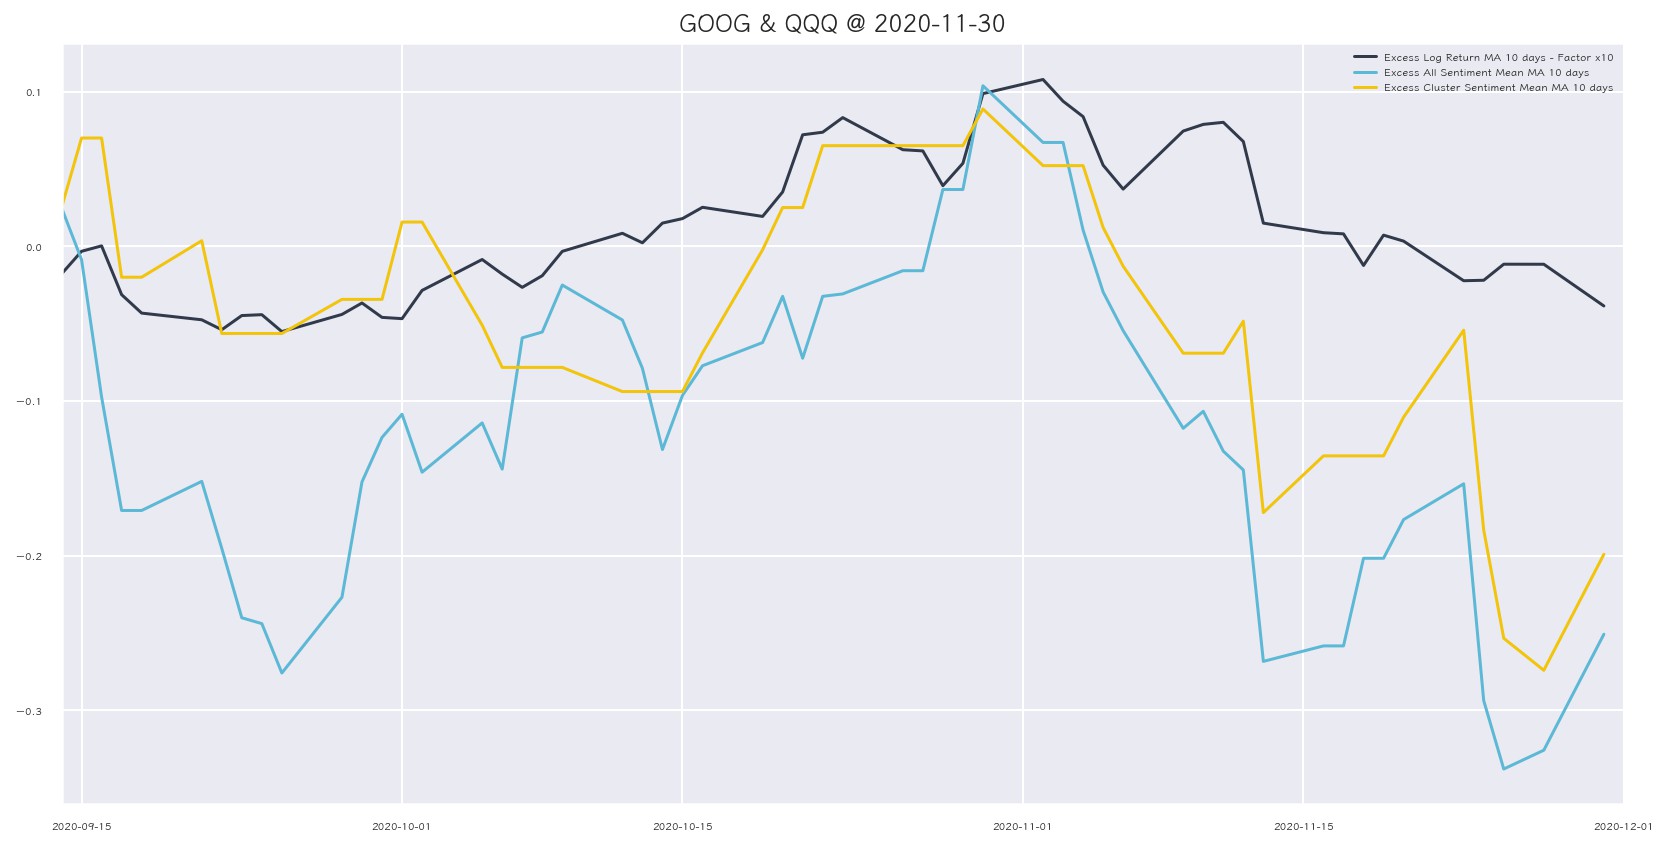 GOOG & QQQ @ 2020-11-30
Excess Log Return MA 10 days - Factor x10
Excess All Sentiment Mean MA 10 days
Excess Cluster Sentiment Mean MA 10 days
0.1
0.0
−0.1
−0.2
−0.3
2020-09-15 2020-10-01 2020-10-15 2020-11-01 2020-11-15 2020-12-01